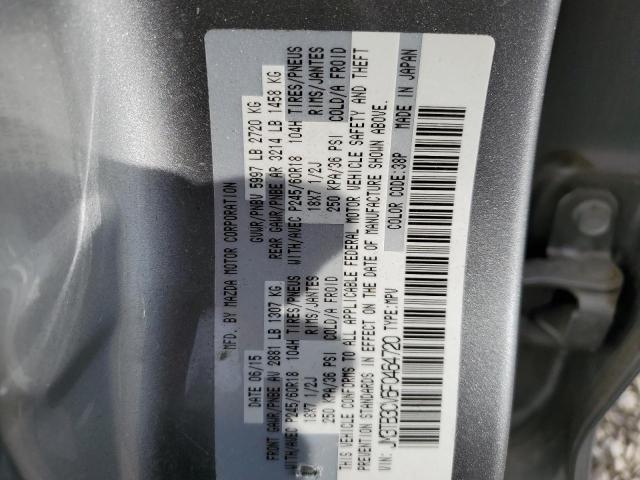 MFD. BY MAZDA MOTOR CORPORATION
DATE 06/15 GVWR/PNBV 5997 LB 2720 KG
FRONT GAWR/PNBE AV 2881 LB 1307 KG REAR GAWR/PNBE AR 3214 LB 1458 KG
WITH/AVEC P245/60R18 104H TIRES/PNEUS WITH/AVEC P245/60R18 104H TIRES/PNEUS
18X7 1/2J RIMS/JANTES 18X7 1/2J RIMS/JANTES
250 KPA/36 PSI COLD/A FROID 250 KPA/36 PSI COLD/A FROID
THIS VEHICLE CONFORMS TO ALL APPLICABLE FEDERAL MOTOR VEHICLE SAFETY AND THEFT
PREVENTION STANDARDS IN EFFECT ON THE DATE OF MANUFACTURE SHOWN ABOVE.
VIN: JM3TB3CV8F0464720 TYPE:MPV COLOR CODE:38P MADE IN JAPAN